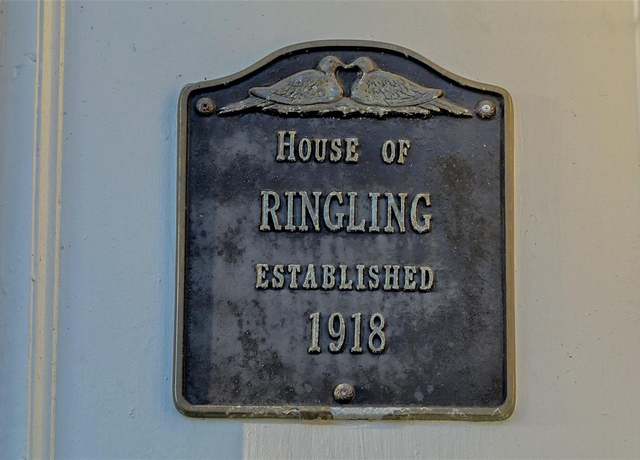 HOUSE OF
RINGLING
ESTABLISHED
1918